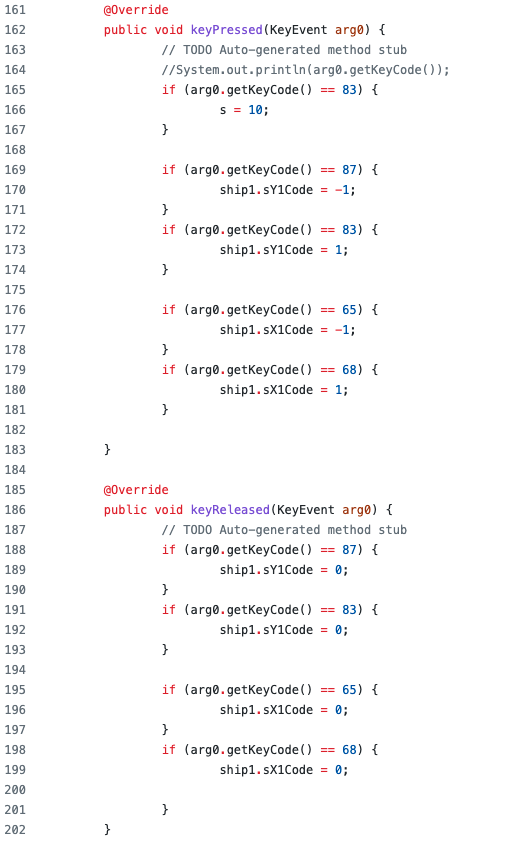 161 @Override
162 public void keyPressed(KeyEvent arg0) {
163 // TODO Auto-generated method stub
164 //System.out.println(arg0.getKeyCode());
165 if (arg0.getKeyCode() == 83) {
166 s = 10;
167 }
168
169 if (arg0.getKeyCode() == 87) {
170 ship1.sY1Code = -1;
171 }
172 if (arg0.getKeyCode() == 83) {
173 ship1.sY1Code = 1;
174 }
175
176 if (arg0.getKeyCode() == 65) {
177 ship1.sX1Code = -1;
178 }
179 if (arg0.getKeyCode() == 68) {
180 ship1.sX1Code = 1;
181 }
182
183 }
184
185 @Override
186 public void keyReleased(KeyEvent arg0) {
187 // TODO Auto-generated method stub
188 if (arg0.getKeyCode() == 87) {
189 ship1.sY1Code = 0;
190 }
191 if (arg0.getKeyCode() == 83) {
192 ship1.sY1Code = 0;
193 }
194
195 if (arg0.getKeyCode() == 65) {
196 ship1.sX1Code = 0;
197 }
198 if (arg0.getKeyCode() == 68) {
199 ship1.sX1Code = 0;
200
201 }
202 }